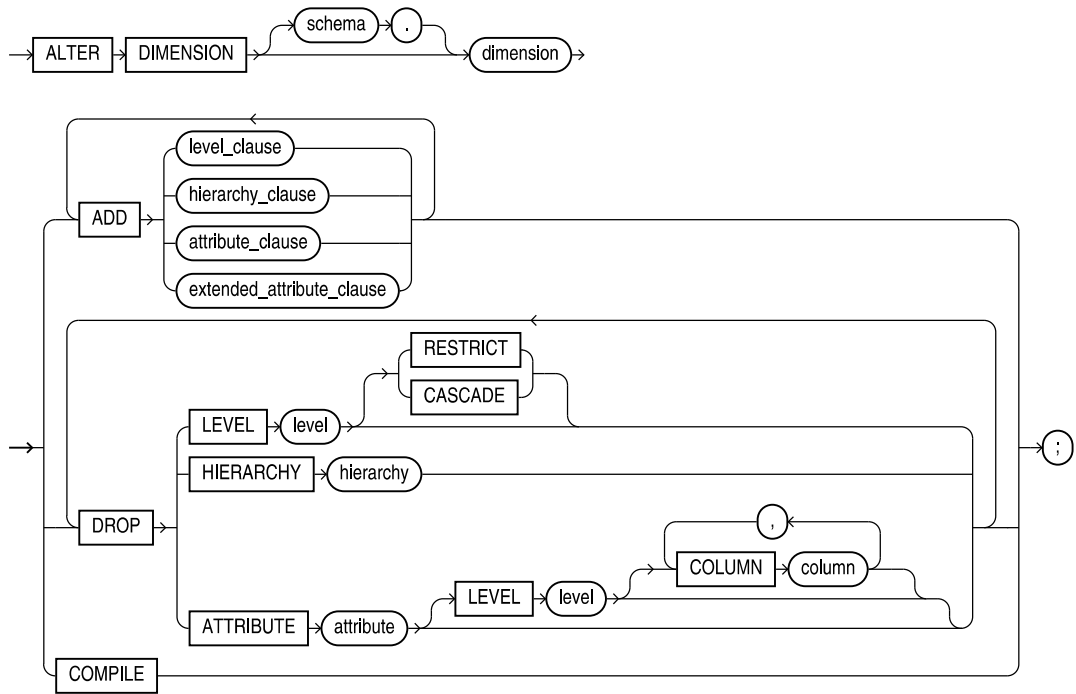 ALTER DIMENSION schema . dimension
level_clause
hierarchy_clause
ADD
attribute_clause
extended_attribute_clause
RESTRICT
CASCADE
LEVEL level
HIERARCHY hierarchy
;
DROP
,
COLUMN column
LEVEL level
ATTRIBUTE attribute
COMPILE